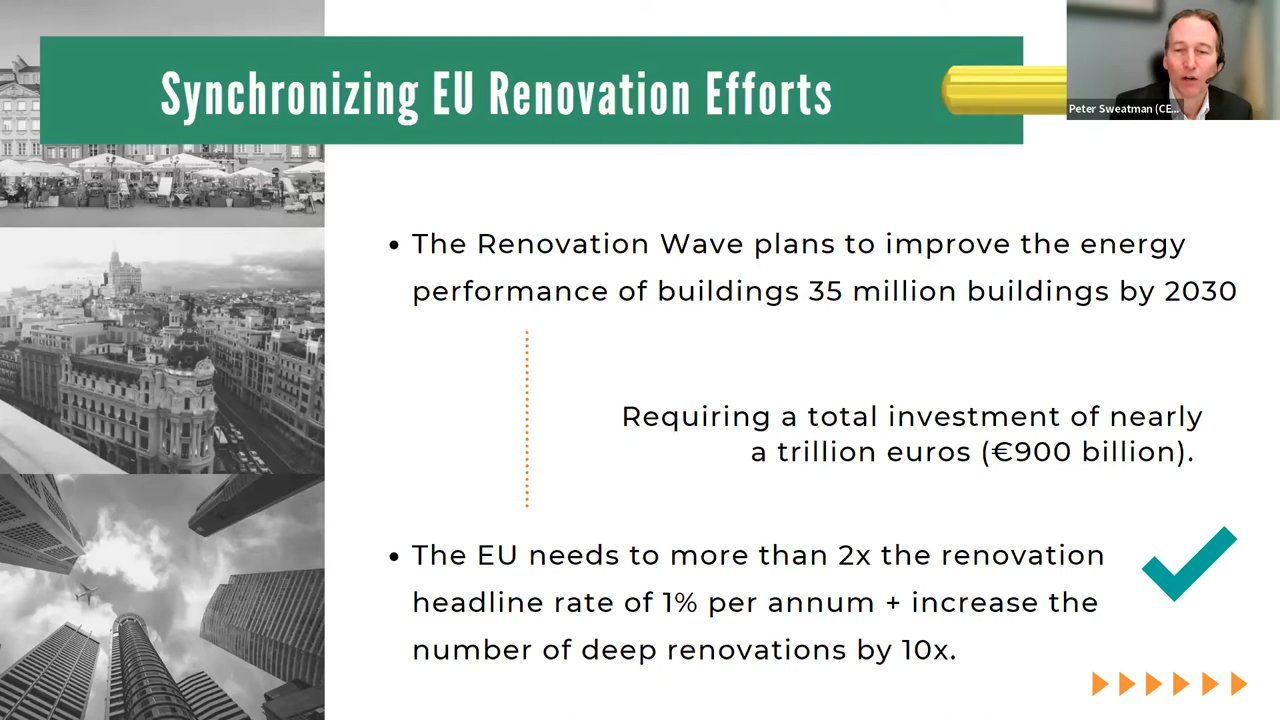 Synchronizing EU Renovation Efforts
Peter Sweatman (CE...
• The Renovation Wave plans to improve the energy
performance of buildings 35 million buildings by 2030
Requiring a total investment of nearly
a trillion euros (€900 billion).
• The EU needs to more than 2x the renovation
headline rate of 1% per annum + increase the
number of deep renovations by 10x.